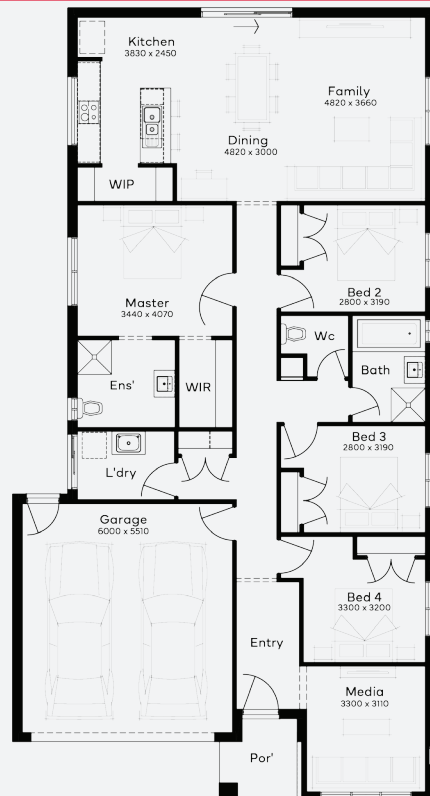 Kitchen
3830 x 2450
Family
4820 x 3660
Dining
4820 x 3000
WIP
Master
3440 x 4070
Bed 2
2800 x 3190
Wc
Bath
Ens'
WIR
Bed 3
2800 x 3190
L'dry
Garage
6000 x 5510
Bed 4
3300 x 3200
Entry
Media
3300 x 3110
Por'